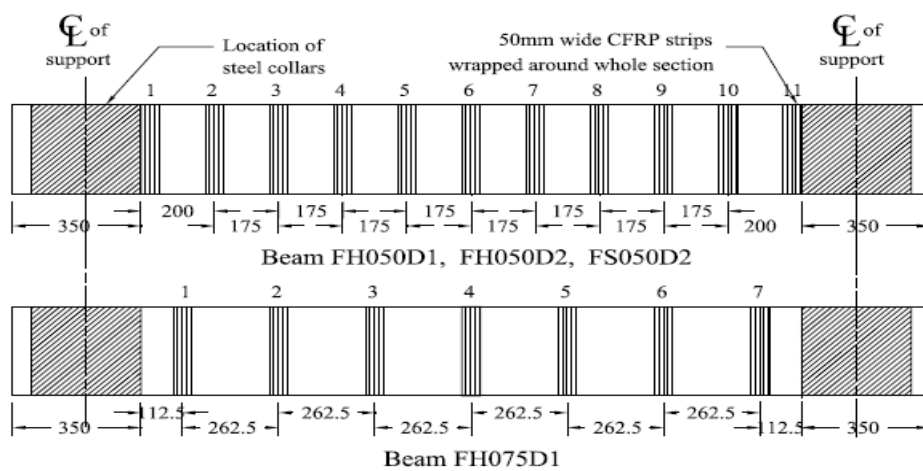 ℄ of support
Location of steel collars
50mm wide CFRP strips wrapped around whole section
℄ of support
1 2 3 4 5 6 7 8 9 10 11
200 175 175 175 175
350 175 175 175 175 200 350
Beam FH050D1, FH050D2, FS050D2
1 2 3 4 5 6 7
112.5 262.5 262.5 262.5
350 262.5 262.5 262.5 112.5 350
Beam FH075D1